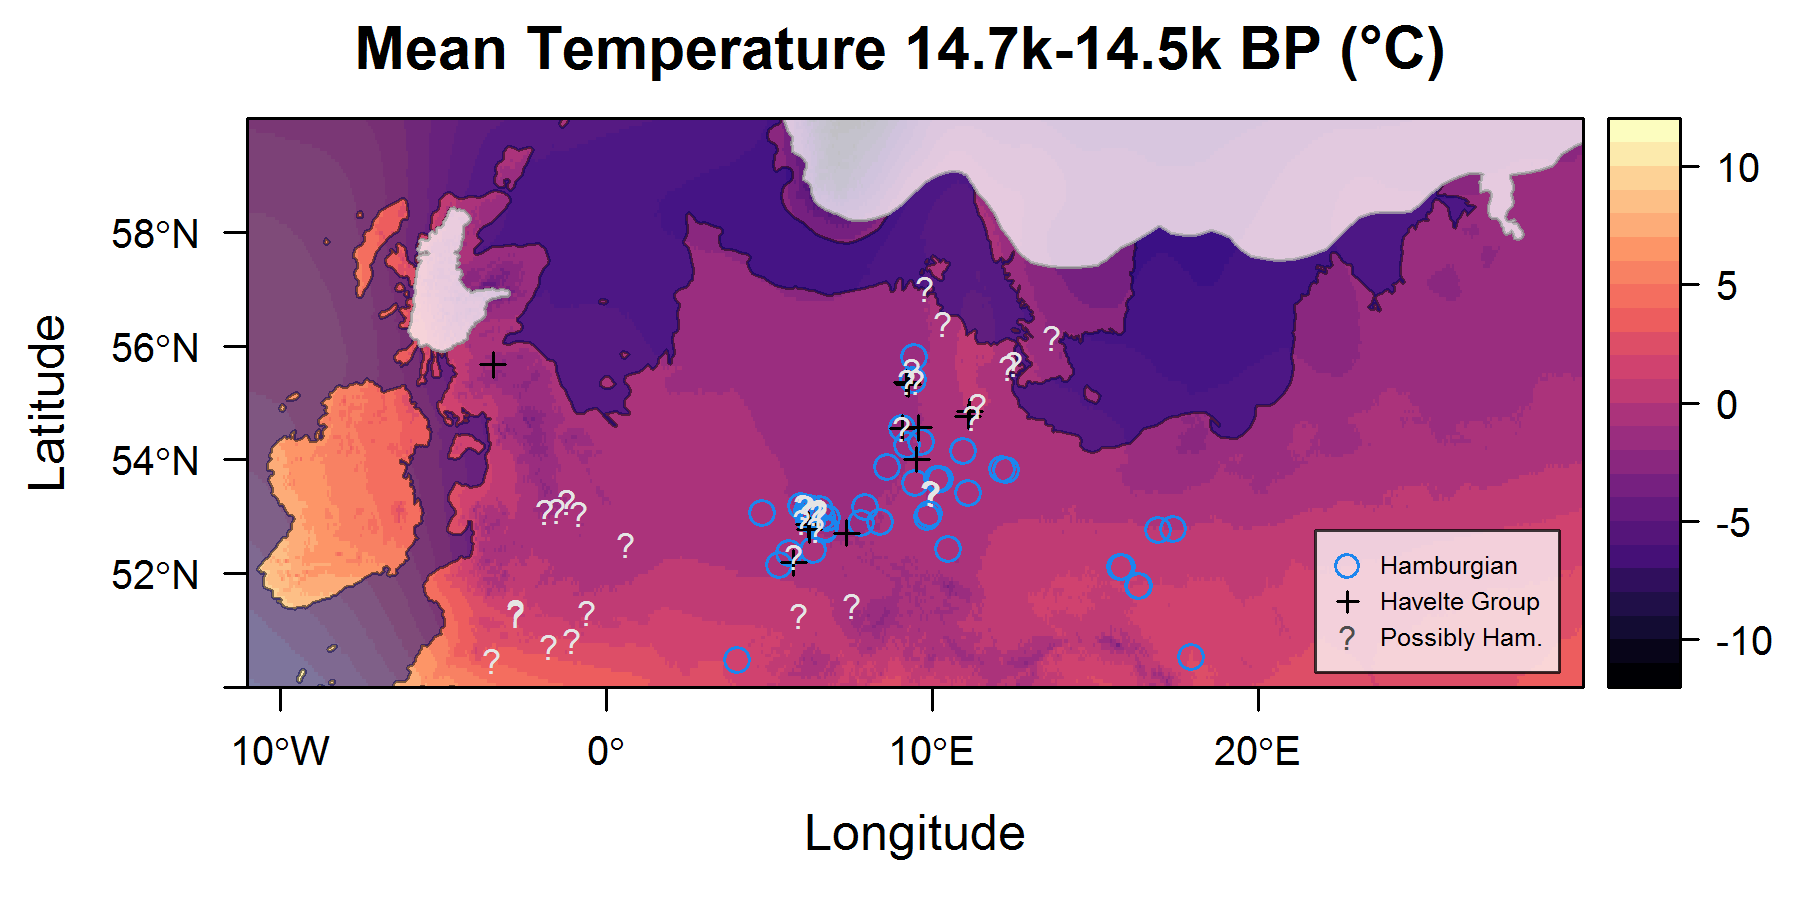 Mean Temperature 14.7k-14.5k BP (°C)
Latitude
58°N
56°N
54°N
52°N
10°W
0°
10°E
20°E
Longitude
Hamburgian
Havelte Group
? Possibly Ham.
10
5
0
-5
-10